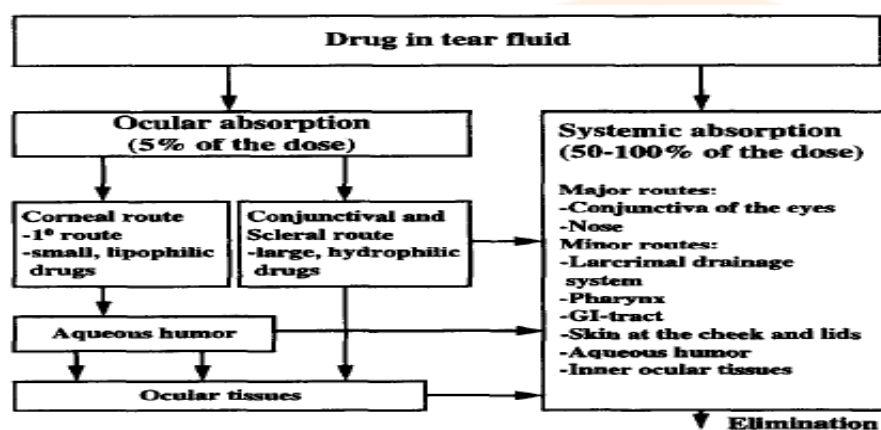 Drug in tear fluid
Ocular absorption
(5% of the dose)
Corneal route
-1º route
-small, lipophilic
drugs
Conjunctival and
Scleral route
-large, hydrophilic
drugs
Aqueous humor
Ocular tissues
Systemic absorption
(50-100% of the dose)
Major routes:
-Conjunctiva of the eyes
-Nose
Minor routes:
-Larcrimal drainage
system
-Pharynx
-GI-tract
-Skin at the cheek and lids
-Aqueous humor
-Inner ocular tissues
Elimination